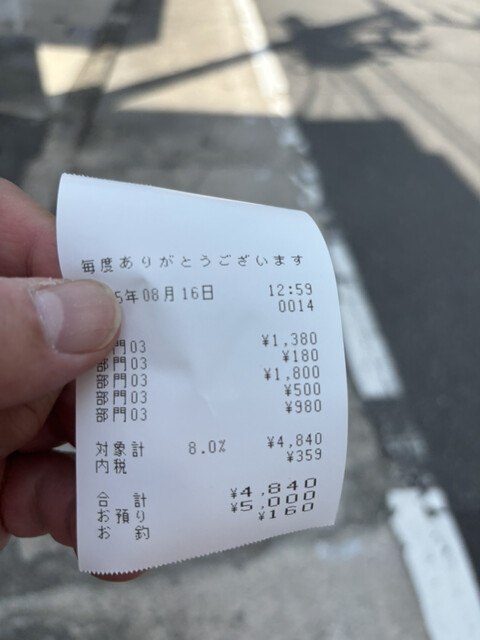 毎度ありがとうございます
5年08月16日 12:59
0014
門03 ¥1,380
部門03 ¥180
部門03 ¥1,800
部門03 ¥500
部門03 ¥980
対象計 8.0% ¥4,840
内税 ¥359
合計 ¥4,840
お預り ¥5,000
お釣 ¥160